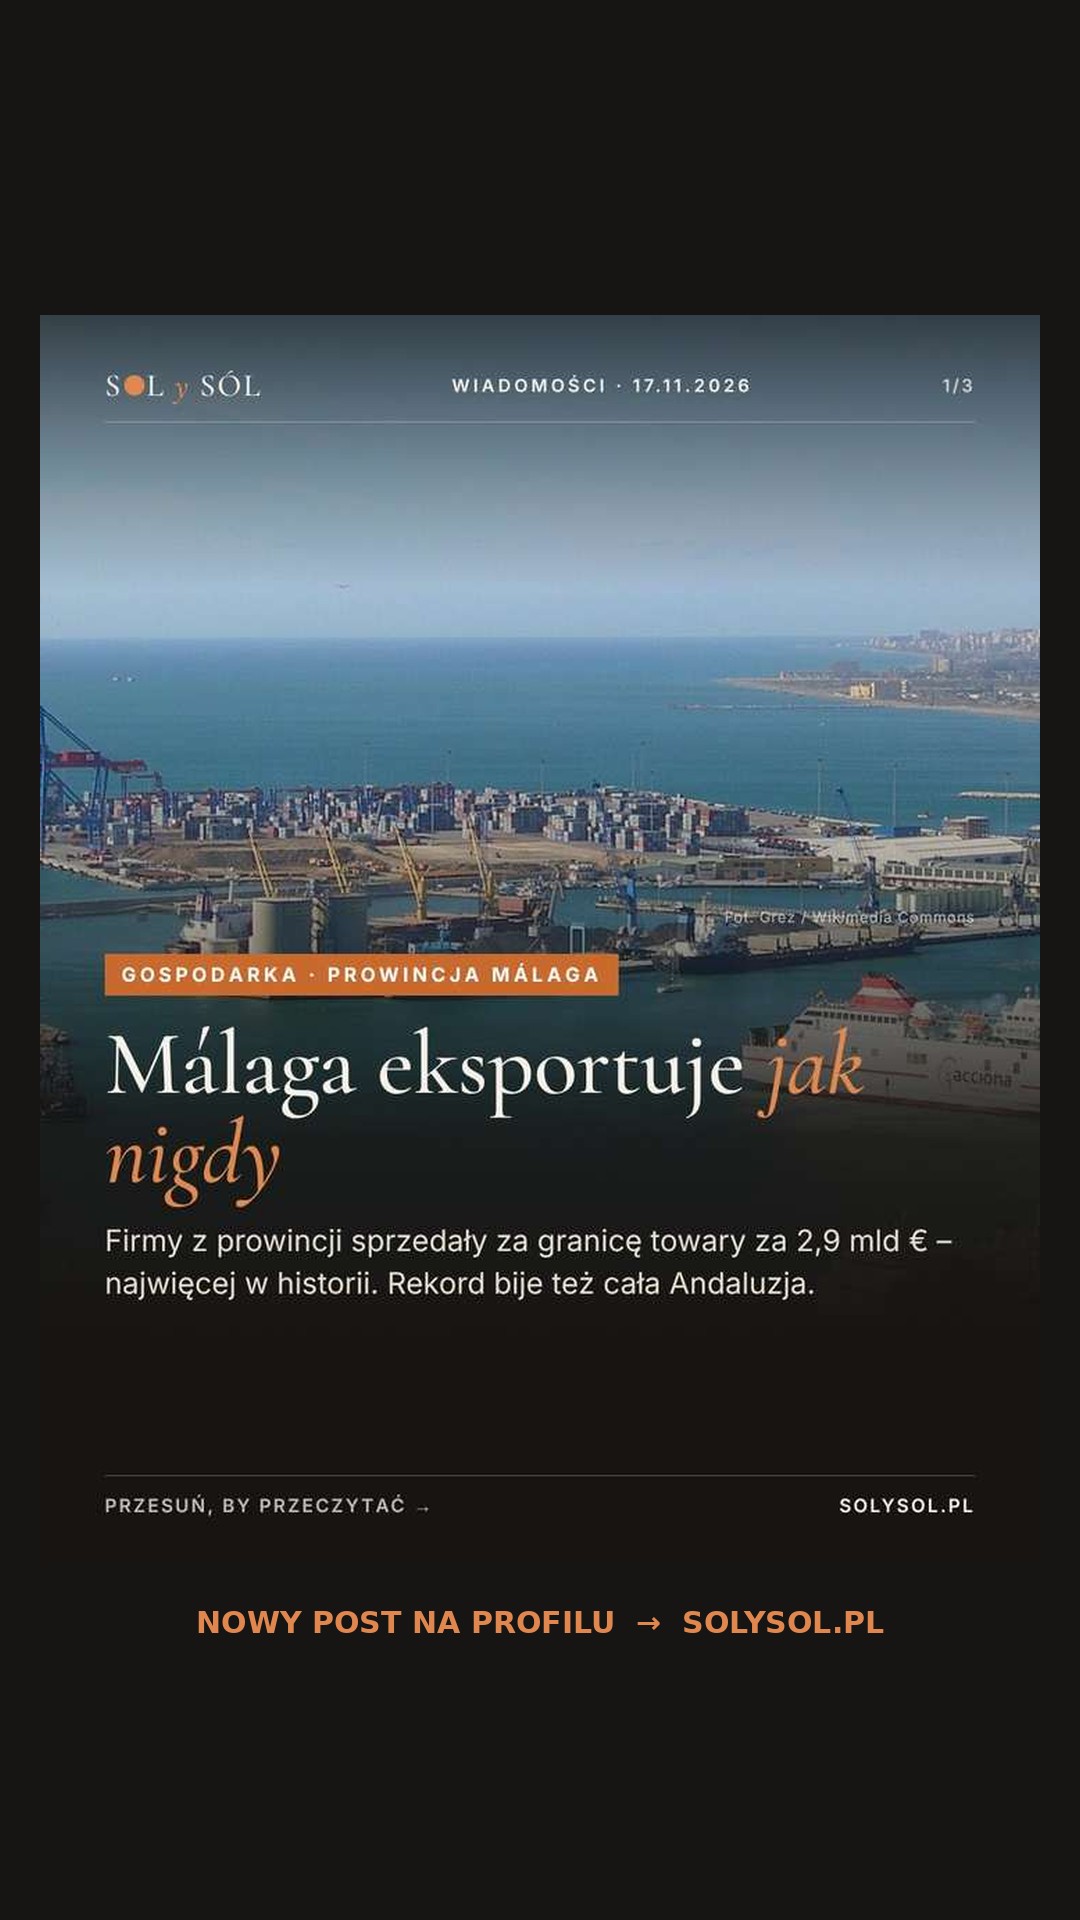 SOL y SÓL
WIADOMOŚCI · 17.11.2026
1/3
Fot. Grez / Wikimedia Commons
GOSPODARKA · PROWINCJA MÁLAGA
acciona
Málaga eksportuje jak
nigdy
Firmy z prowincji sprzedały za granicę towary za 2,9 mld € –
najwięcej w historii. Rekord bije też cała Andaluzja.
PRZESUŃ, BY PRZECZYTAĆ →
SOLYSOL.PL
NOWY POST NA PROFILU → SOLYSOL.PL